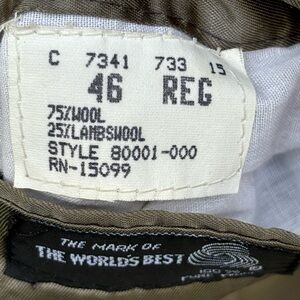 C 7341 733 15
46 REG
75%WOOL
25%LAMBSWOOL
STYLE 80001-000
RN-15099
THE MARK OF
THE WORLD'S BEST
PURE